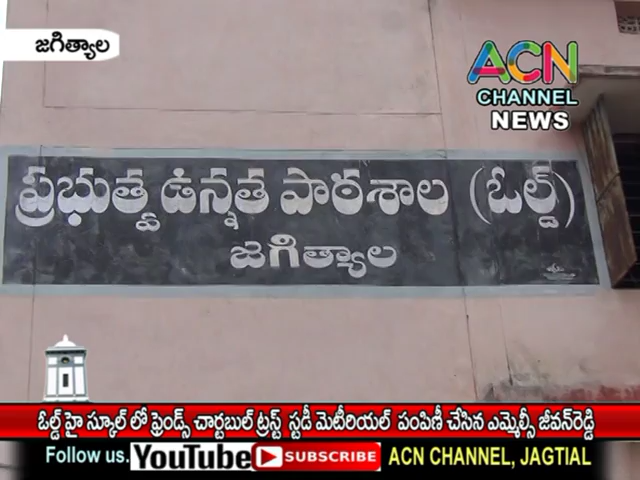 జగిత్యాల
ACN
CHANNEL
NEWS
ప్రభుత్వ ఉన్నత పాఠశాల (ఓల్డ్)
జగిత్యాల
ఓల్డ్ హై స్కూల్ లో ఫ్రెండ్స్ చార్టబుల్ ట్రస్ట్ స్టడీ మెటీరియల్ పంపిణీ చేసిన ఎమ్మెల్సీ జీవన్‌రెడ్డి
Follow us. YouTube SUBSCRIBE ACN CHANNEL, JAGTIAL